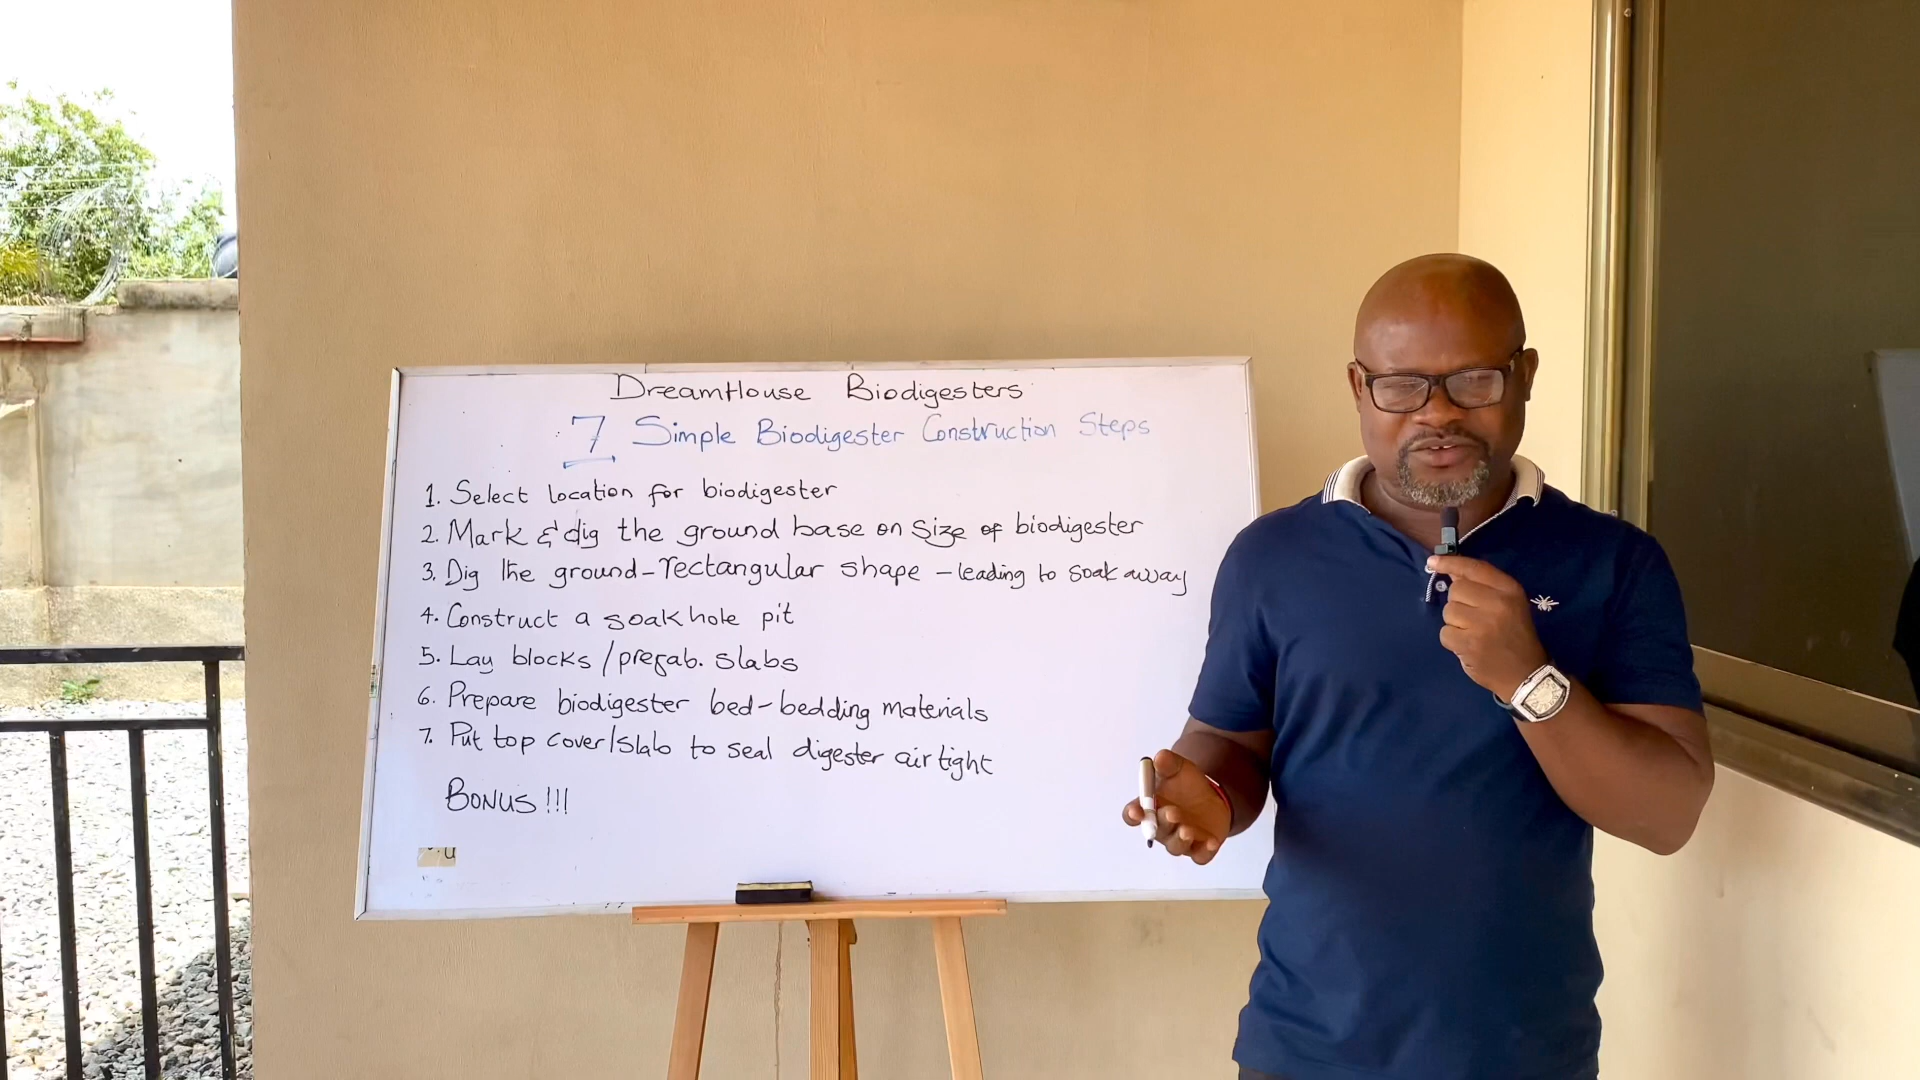 DreamHouse Biodigesters
7 Simple Biodigester Construction Steps
1. Select location for biodigester
2. Mark & dig the ground base on size of biodigester
3. Dig the ground - rectangular shape - leading to soak away
4. Construct a soak hole pit
5. Lay blocks / prefab. slabs
6. Prepare biodigester bed - bedding materials
7. Put top cover/slab to seal digester air tight
BONUS !!!